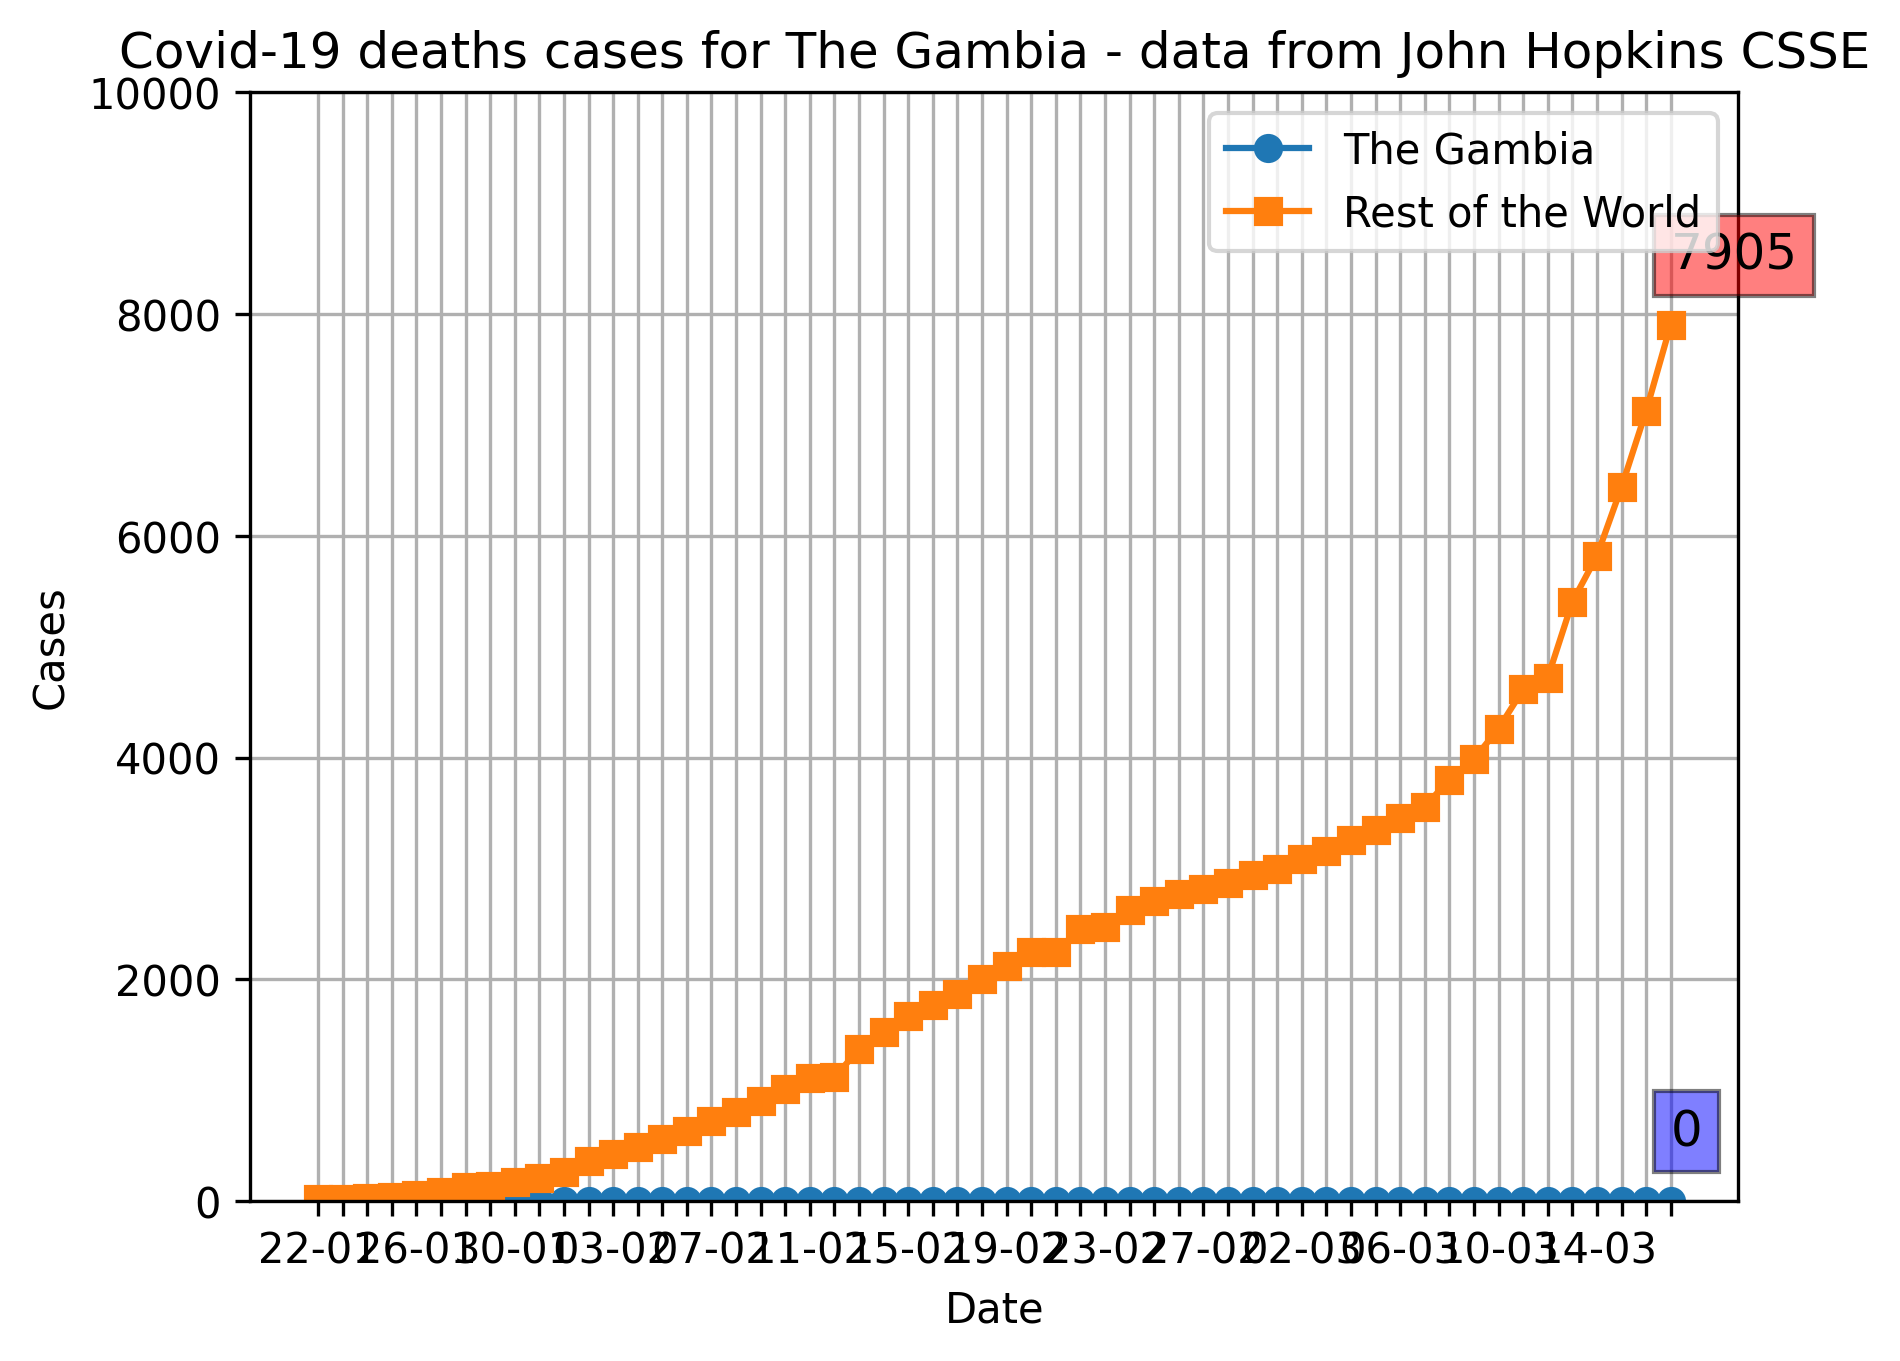 Covid-19 deaths cases for The Gambia - data from John Hopkins CSSE
10000
8000
6000
4000
2000
0
Cases
The Gambia
Rest of the World
7905
0
22-01 26-01 30-01 03-02 07-02 11-02 15-02 19-02 23-02 27-02 02-03 06-03 10-03 14-03
Date